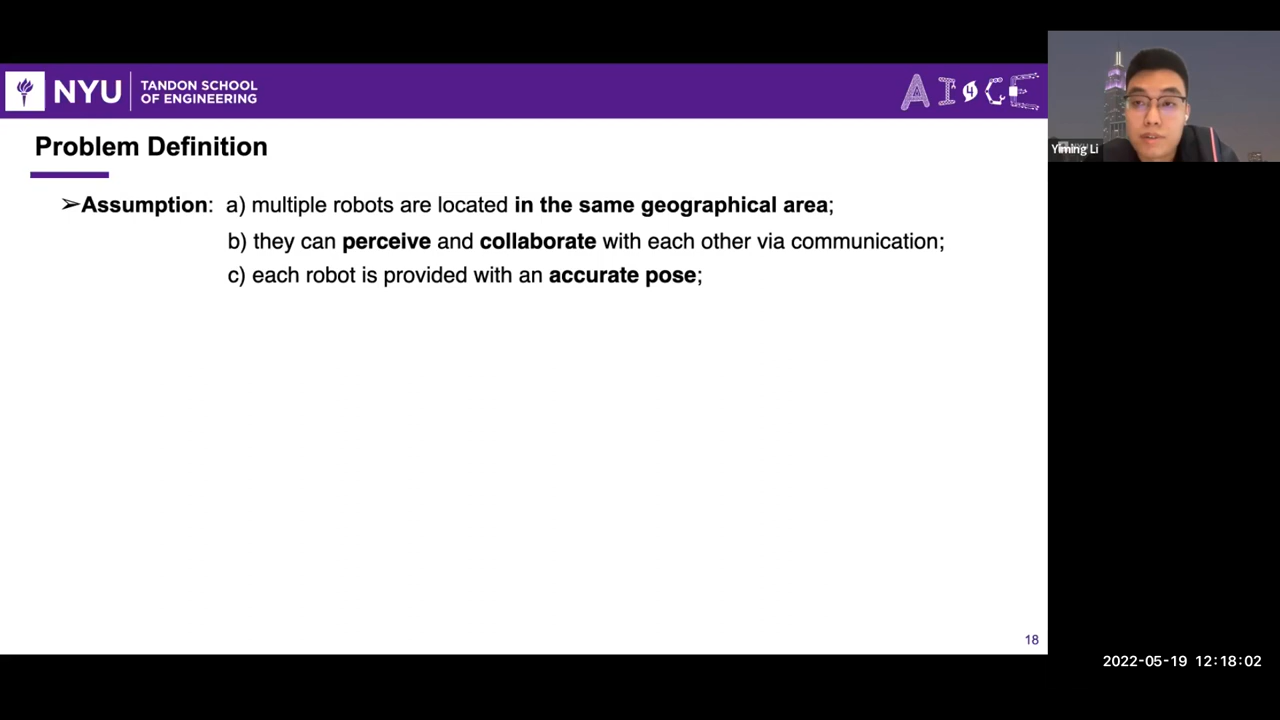 NYU
TANDON SCHOOL
OF ENGINEERING
AI4CE
Problem Definition
➢Assumption: a) multiple robots are located in the same geographical area;
b) they can perceive and collaborate with each other via communication;
c) each robot is provided with an accurate pose;
18
Yiming Li
2022-05-19 12:18:02